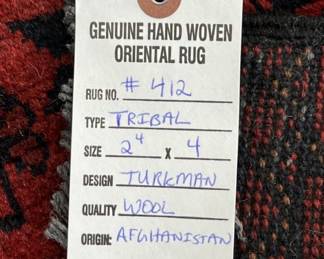 GENUINE HAND WOVEN
ORIENTAL RUG
RUG NO. # 412
TYPE TRIBAL
SIZE 2⁴ X 4
DESIGN TURKMAN
QUALITY WOOL
ORIGIN: AFGHANISTAN